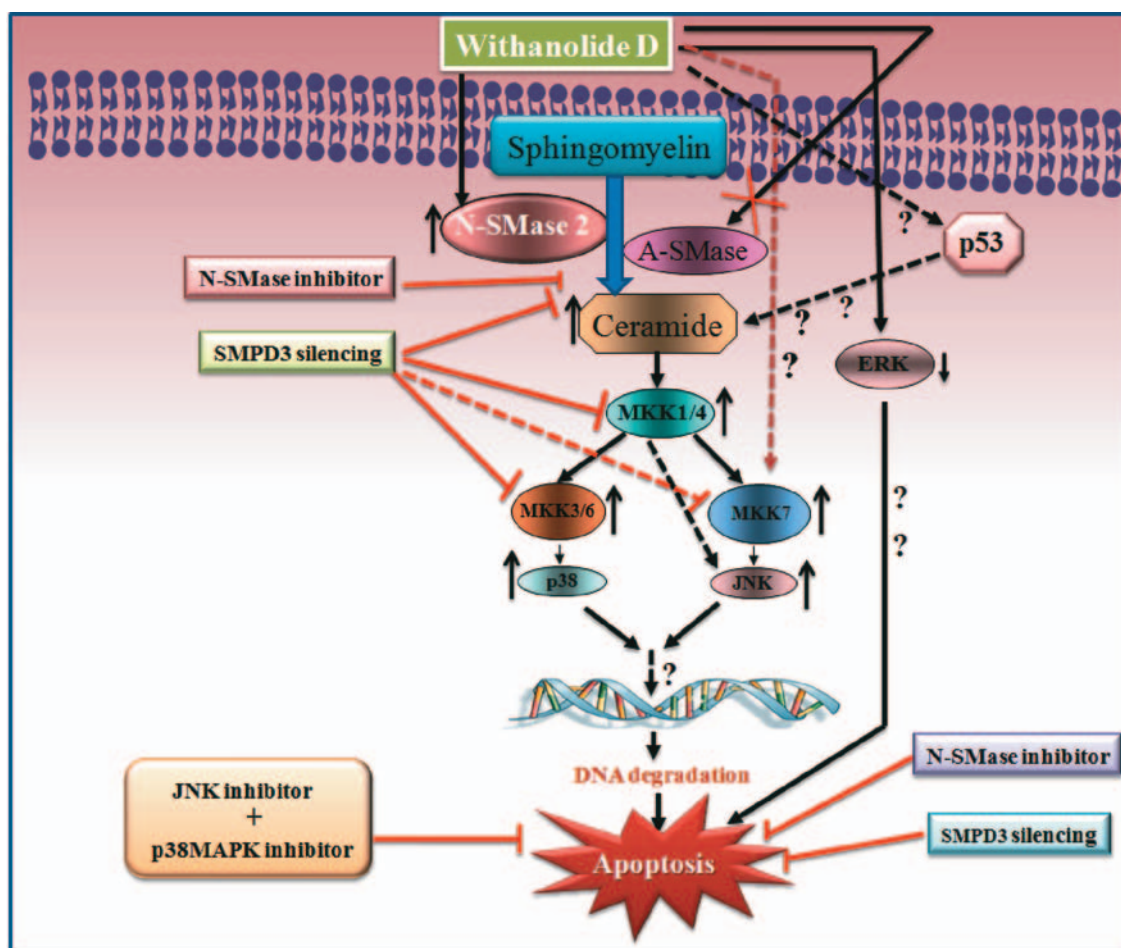 Withanolide D
Sphingomyelin
N-SMase 2
A-SMase
?
p53
N-SMase inhibitor
?
?
Ceramide
SMPD3 silencing
?
ERK
MKK1/4
MKK3/6
MKK7
?
?
p38
JNK
?
DNA degradation
N-SMase inhibitor
JNK inhibitor
+
p38MAPK inhibitor
SMPD3 silencing
Apoptosis